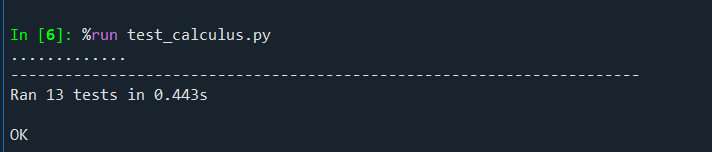 In [6]: %run test_calculus.py
.............
----------------------------------------------------------------------
Ran 13 tests in 0.443s
OK